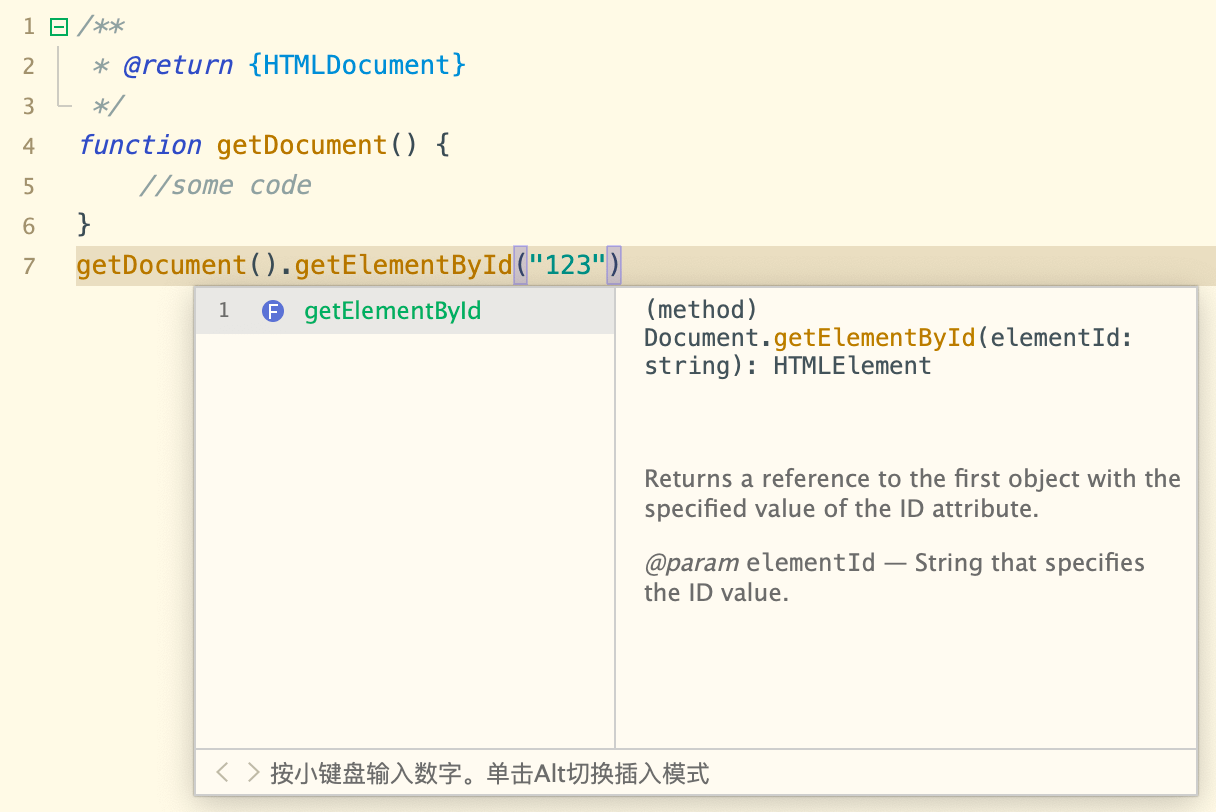 1 /**
2  * @return {HTMLDocument}
3  */
4 function getDocument() {
5     //some code
6 }
7 getDocument().getElementById("123")
1 F getElementById
(method)
Document.getElementById(elementId:
string): HTMLElement
Returns a reference to the first object with the
specified value of the ID attribute.
@param elementId — String that specifies
the ID value.
按小键盘输入数字。单击Alt切换插入模式